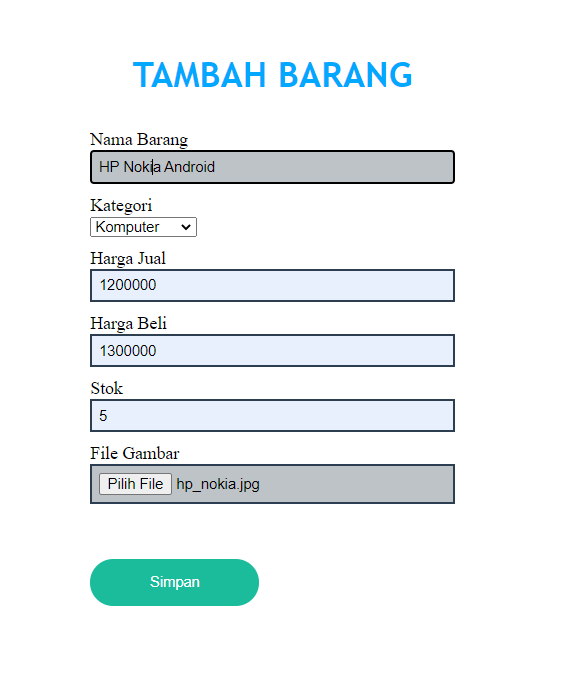 TAMBAH BARANG
Nama Barang
HP Nokia Android
Kategori
Komputer
Harga Jual
1200000
Harga Beli
1300000
Stok
5
File Gambar
Pilih File hp_nokia.jpg
Simpan